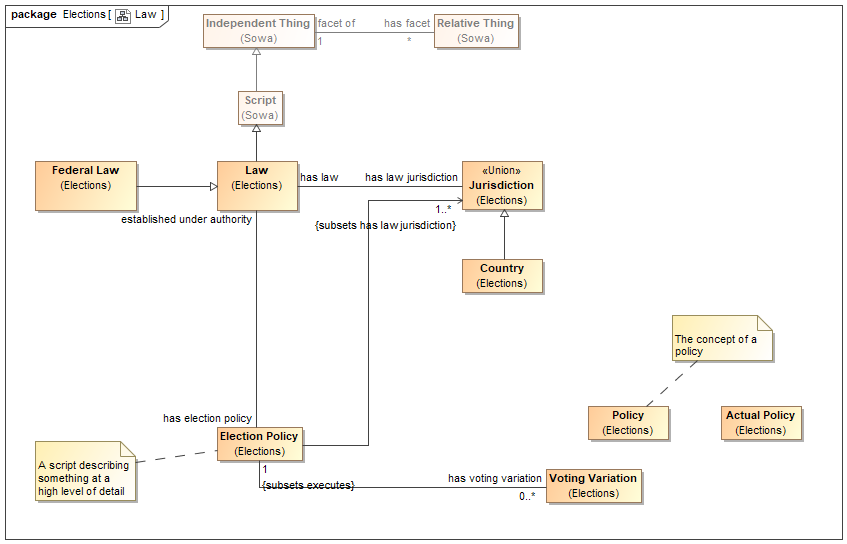 package Elections [ Law ]
Independent Thing
(Sowa)
facet of
has facet
1
*
Relative Thing
(Sowa)
Script
(Sowa)
Federal Law
(Elections)
Law
(Elections)
has law
has law jurisdiction
«Union»
Jurisdiction
(Elections)
established under authority
1..*
{subsets has law jurisdiction}
Country
(Elections)
The concept of a
policy
Policy
(Elections)
Actual Policy
(Elections)
has election policy
Election Policy
(Elections)
A script describing
something at a
high level of detail
1
{subsets executes}
has voting variation
0..*
Voting Variation
(Elections)